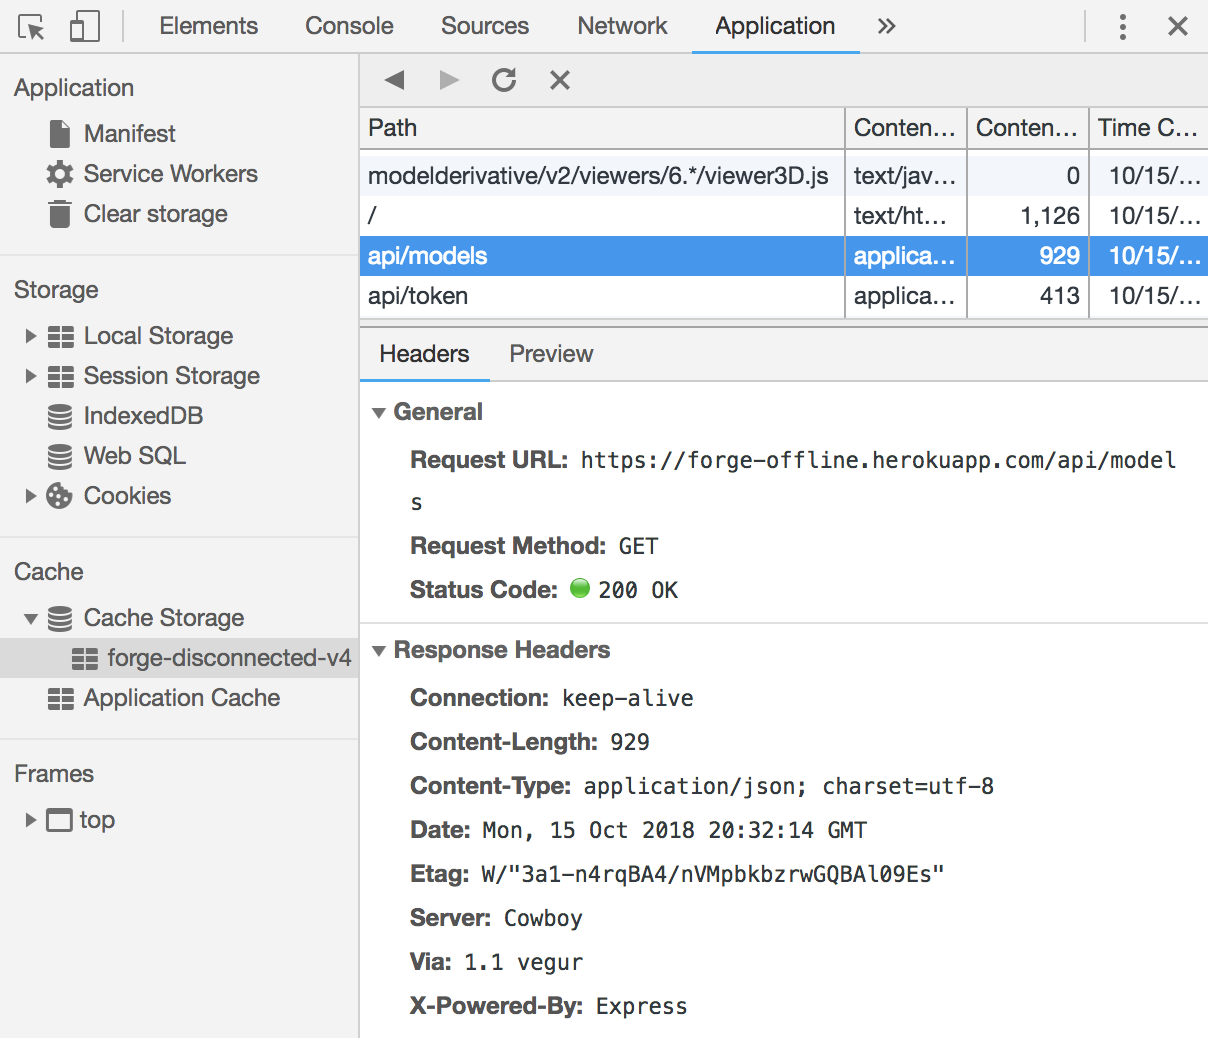 Elements Console Sources Network Application »
Application
Manifest
Service Workers
Clear storage
Storage
Local Storage
Session Storage
IndexedDB
Web SQL
Cookies
Cache
Cache Storage
forge-disconnected-v4
Application Cache
Frames
top
Path Conten... Conten... Time C...
modelderivative/v2/viewers/6.*/viewer3D.js text/jav... 0 10/15/...
/ text/ht... 1,126 10/15/...
api/models applica... 929 10/15/...
api/token applica... 413 10/15/...
Headers Preview
General
Request URL: https://forge-offline.herokuapp.com/api/model
s
Request Method: GET
Status Code: 200 OK
Response Headers
Connection: keep-alive
Content-Length: 929
Content-Type: application/json; charset=utf-8
Date: Mon, 15 Oct 2018 20:32:14 GMT
Etag: W/"3a1-n4rqBA4/nVMpbkbzrwGQBAl09Es"
Server: Cowboy
Via: 1.1 vegur
X-Powered-By: Express